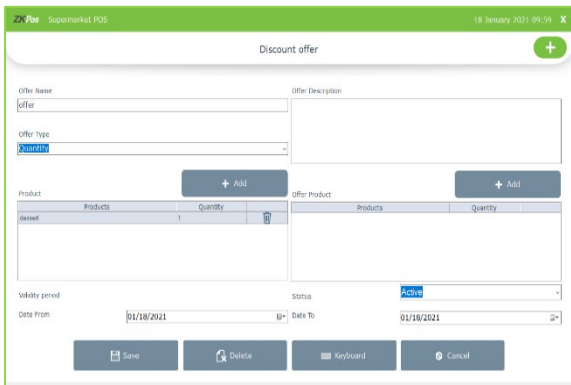 ZKPos Supermarket POS 18 January 2021 09:59 X
Discount offer
+
Offer Name Offer Description
offer
Offer Type
Quantity
+ Add + Add
Product Offer Product
Products Quantity Products Quantity
dessert 1
Validity period Status Active
Date From 01/18/2021 Date To 01/18/2021
Save Delete Keyboard Cancel